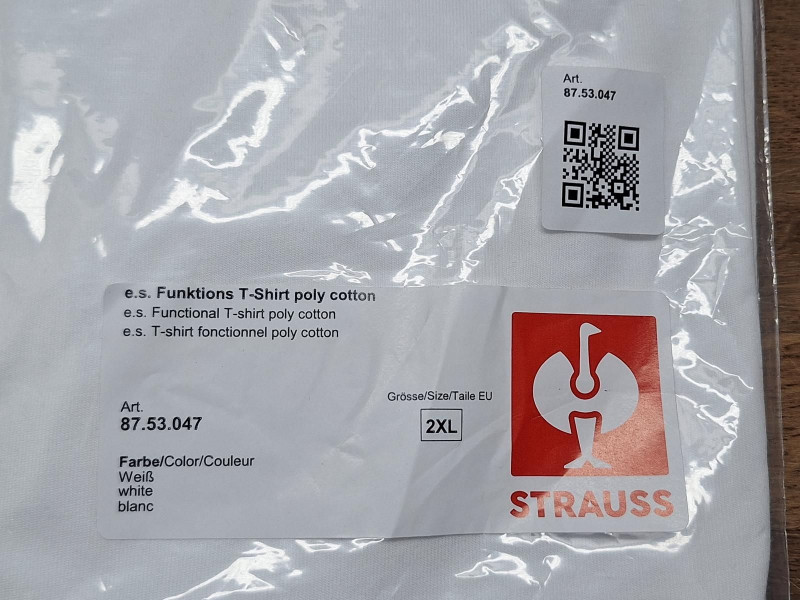 Art.
87.53.047
e.s. Funktions T-Shirt poly cotton
e.s. Functional T-shirt poly cotton
e.s. T-shirt fonctionnel poly cotton
Art.
87.53.047
Grösse/Size/Taile EU
2XL
Farbe/Color/Couleur
Weiß
white
blanc
STRAUSS